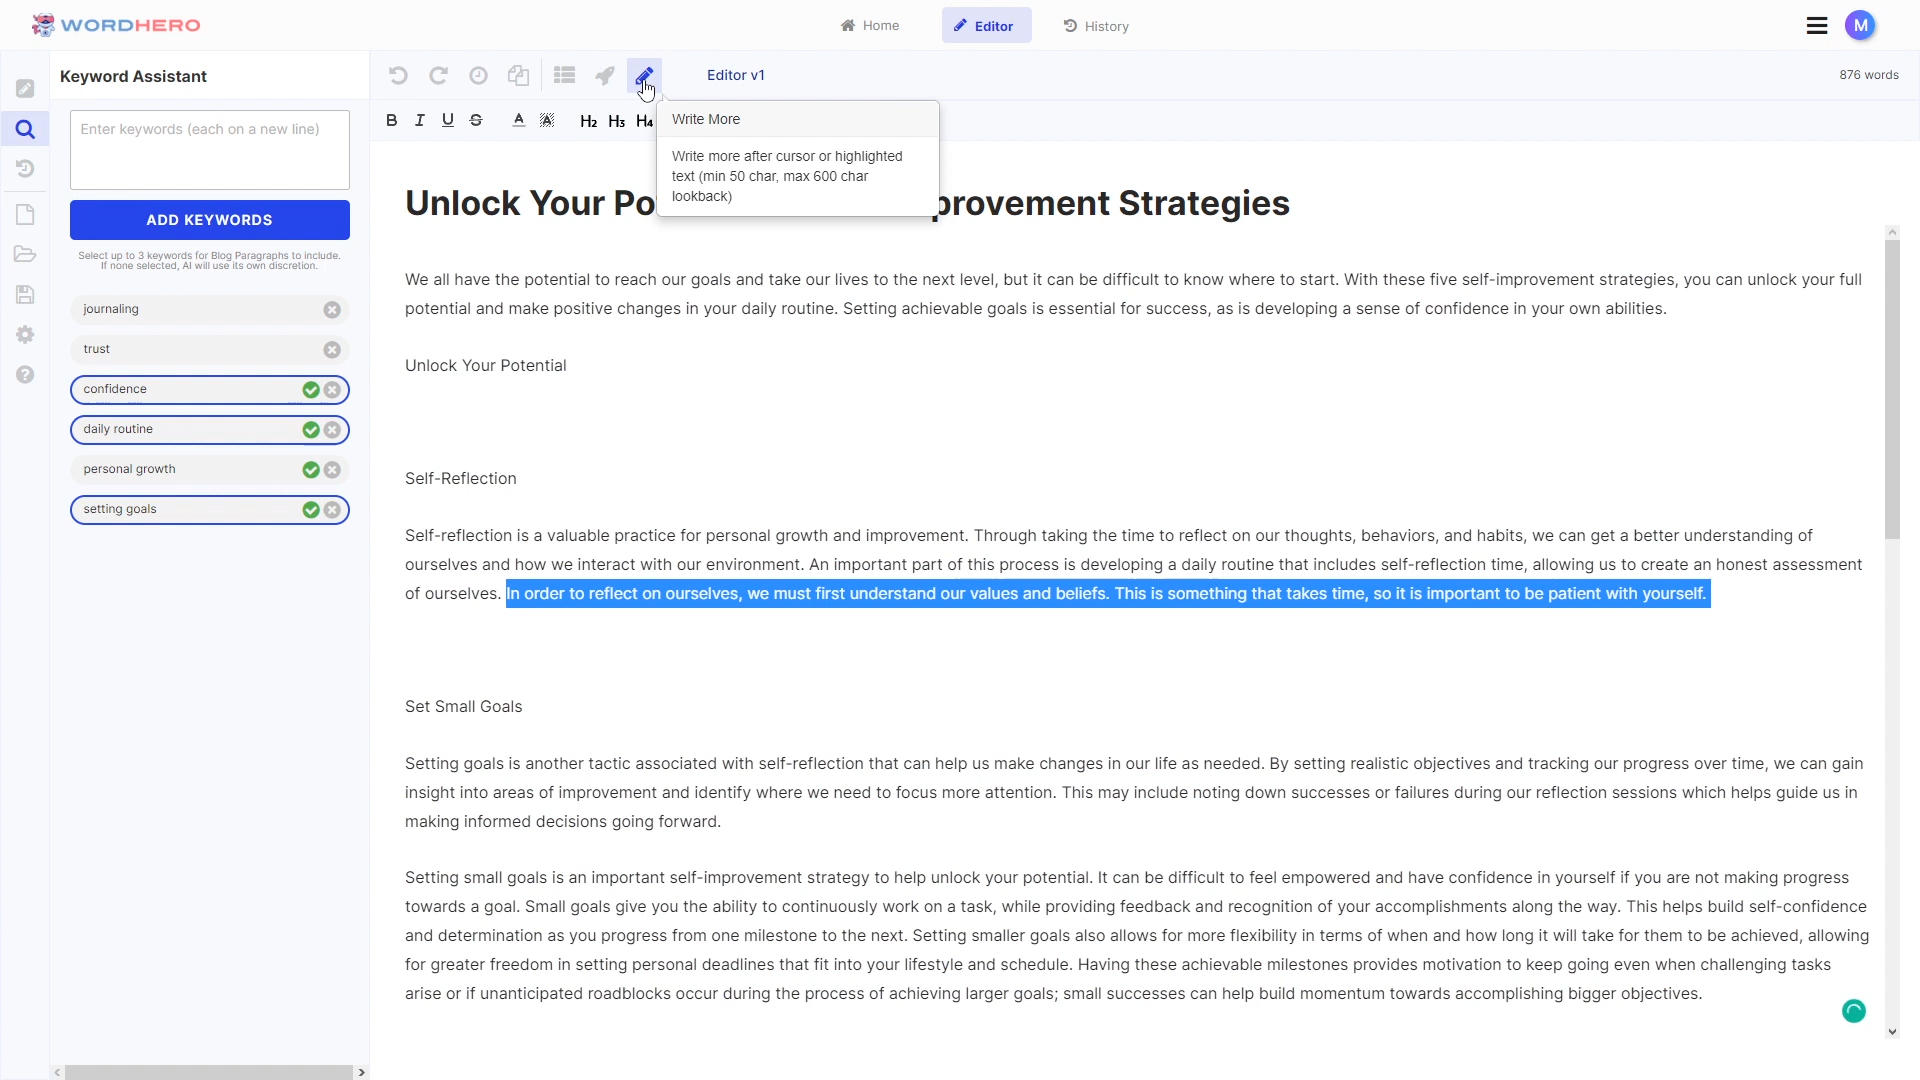 WORDHERO
Home
Editor
History
M
Keyword Assistant
Editor v1
876 words
Enter keywords (each on a new line)
ADD KEYWORDS
Select up to 3 keywords for Blog Paragraphs to include.
If none selected, AI will use its own discretion.
journaling
trust
confidence
daily routine
personal growth
setting goals
B I U S A A H2 H3 H4
Write More
Write more after cursor or highlighted
text (min 50 char, max 600 char
lookback)
Unlock Your Po provement Strategies
We all have the potential to reach our goals and take our lives to the next level, but it can be difficult to know where to start. With these five self-improvement strategies, you can unlock your full
potential and make positive changes in your daily routine. Setting achievable goals is essential for success, as is developing a sense of confidence in your own abilities.
Unlock Your Potential
Self-Reflection
Self-reflection is a valuable practice for personal growth and improvement. Through taking the time to reflect on our thoughts, behaviors, and habits, we can get a better understanding of
ourselves and how we interact with our environment. An important part of this process is developing a daily routine that includes self-reflection time, allowing us to create an honest assessment
of ourselves. In order to reflect on ourselves, we must first understand our values and beliefs. This is something that takes time, so it is important to be patient with yourself.
Set Small Goals
Setting goals is another tactic associated with self-reflection that can help us make changes in our life as needed. By setting realistic objectives and tracking our progress over time, we can gain
insight into areas of improvement and identify where we need to focus more attention. This may include noting down successes or failures during our reflection sessions which helps guide us in
making informed decisions going forward.
Setting small goals is an important self-improvement strategy to help unlock your potential. It can be difficult to feel empowered and have confidence in yourself if you are not making progress
towards a goal. Small goals give you the ability to continuously work on a task, while providing feedback and recognition of your accomplishments along the way. This helps build self-confidence
and determination as you progress from one milestone to the next. Setting smaller goals also allows for more flexibility in terms of when and how long it will take for them to be achieved, allowing
for greater freedom in setting personal deadlines that fit into your lifestyle and schedule. Having these achievable milestones provides motivation to keep going even when challenging tasks
arise or if unanticipated roadblocks occur during the process of achieving larger goals; small successes can help build momentum towards accomplishing bigger objectives.